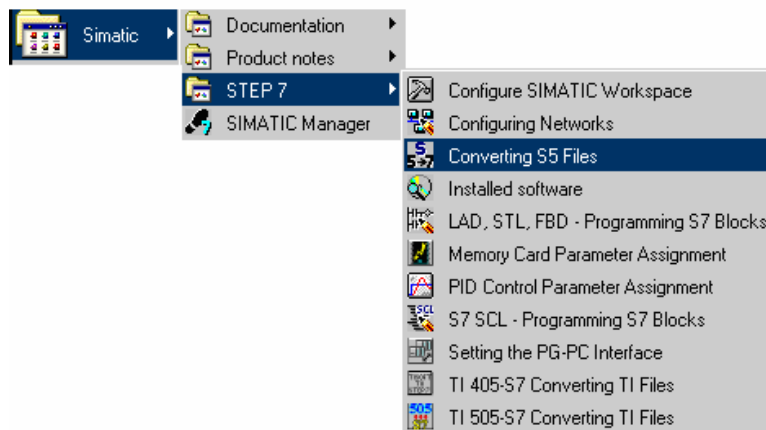 Simatic
Documentation
Product notes
STEP 7
SIMATIC Manager
Configure SIMATIC Workspace
Configuring Networks
Converting S5 Files
Installed software
LAD, STL, FBD - Programming S7 Blocks
Memory Card Parameter Assignment
PID Control Parameter Assignment
S7 SCL - Programming S7 Blocks
Setting the PG-PC Interface
TI 405-S7 Converting TI Files
TI 505-S7 Converting TI Files